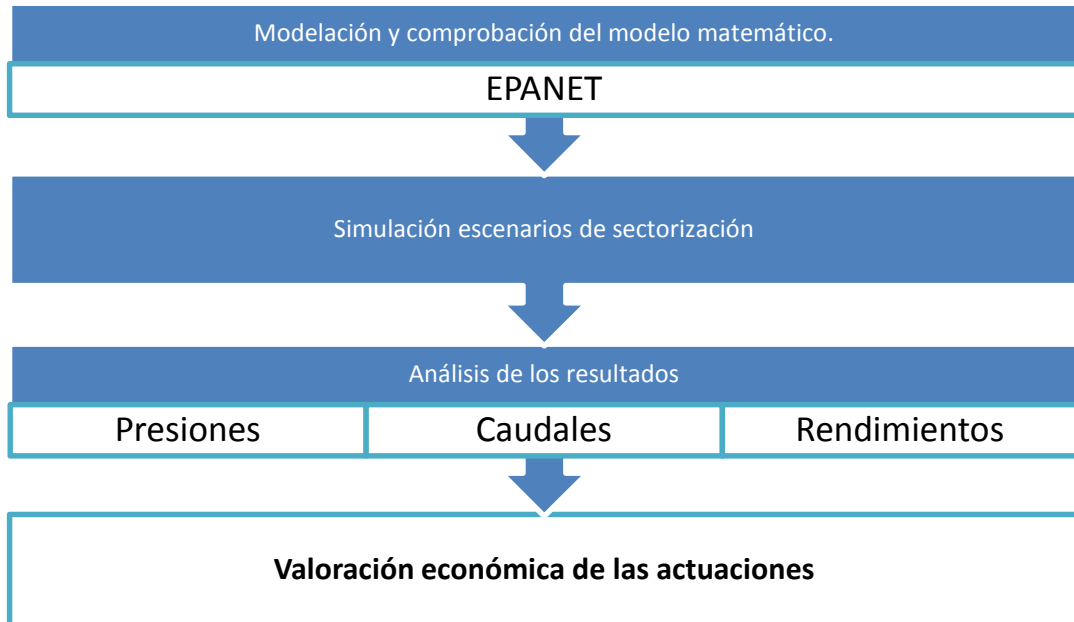 Modelación y comprobación del modelo matemático.
EPANET
Simulación escenarios de sectorización
Análisis de los resultados
Presiones
Caudales
Rendimientos
Valoración económica de las actuaciones